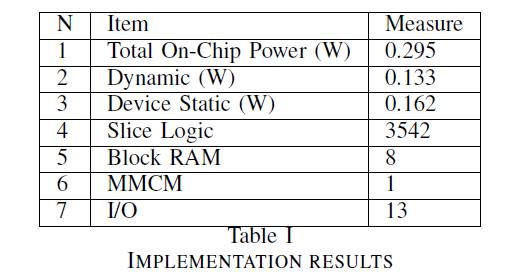 N Item Measure
1 Total On-Chip Power (W) 0.295
2 Dynamic (W) 0.133
3 Device Static (W) 0.162
4 Slice Logic 3542
5 Block RAM 8
6 MMCM 1
7 I/O 13
Table I
IMPLEMENTATION RESULTS